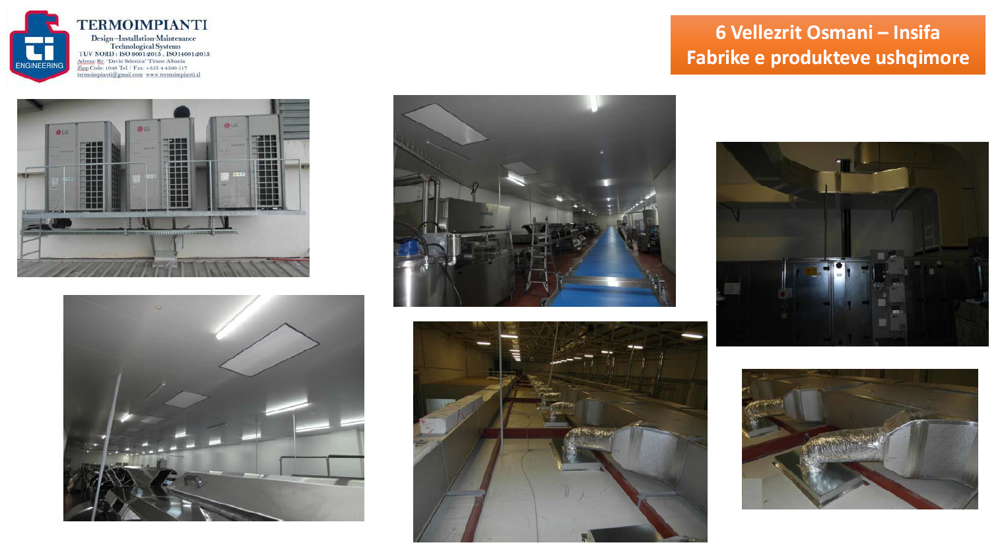 TERMOIMPIANTI
Design –Installation-Maintenance
Technological Systems
TUV NORD : ISO 9001:2015 , ISO14001:2015
Adresa: Rr. "David Selenica" Tirane Albania
Zipp Code: 1046 Tel / Fax: +355 44500 517
termoimpianti@gmail.com www.termoimpianti.al
ti
ENGINEERING
6 Vellezrit Osmani – Insifa
Fabrike e produkteve ushqimore
LG
LG
LG